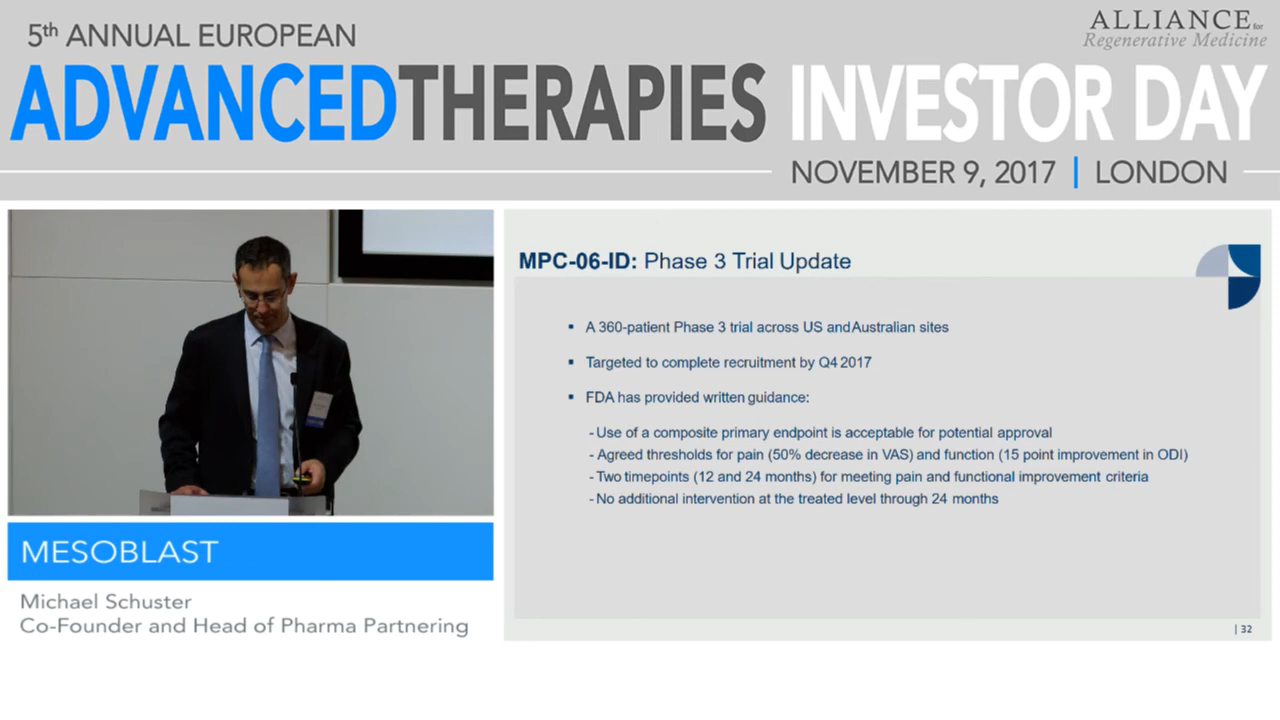 5th ANNUAL EUROPEAN
ALLIANCE for
Regenerative Medicine
ADVANCEDTHERAPIES INVESTOR DAY
NOVEMBER 9, 2017 | LONDON
MPC-06-ID: Phase 3 Trial Update
▪ A 360-patient Phase 3 trial across US and Australian sites
▪ Targeted to complete recruitment by Q4 2017
▪ FDA has provided written guidance:
- Use of a composite primary endpoint is acceptable for potential approval
- Agreed thresholds for pain (50% decrease in VAS) and function (15 point improvement in ODI)
- Two timepoints (12 and 24 months) for meeting pain and functional improvement criteria
- No additional intervention at the treated level through 24 months
| 32
MESOBLAST
Michael Schuster
Co-Founder and Head of Pharma Partnering